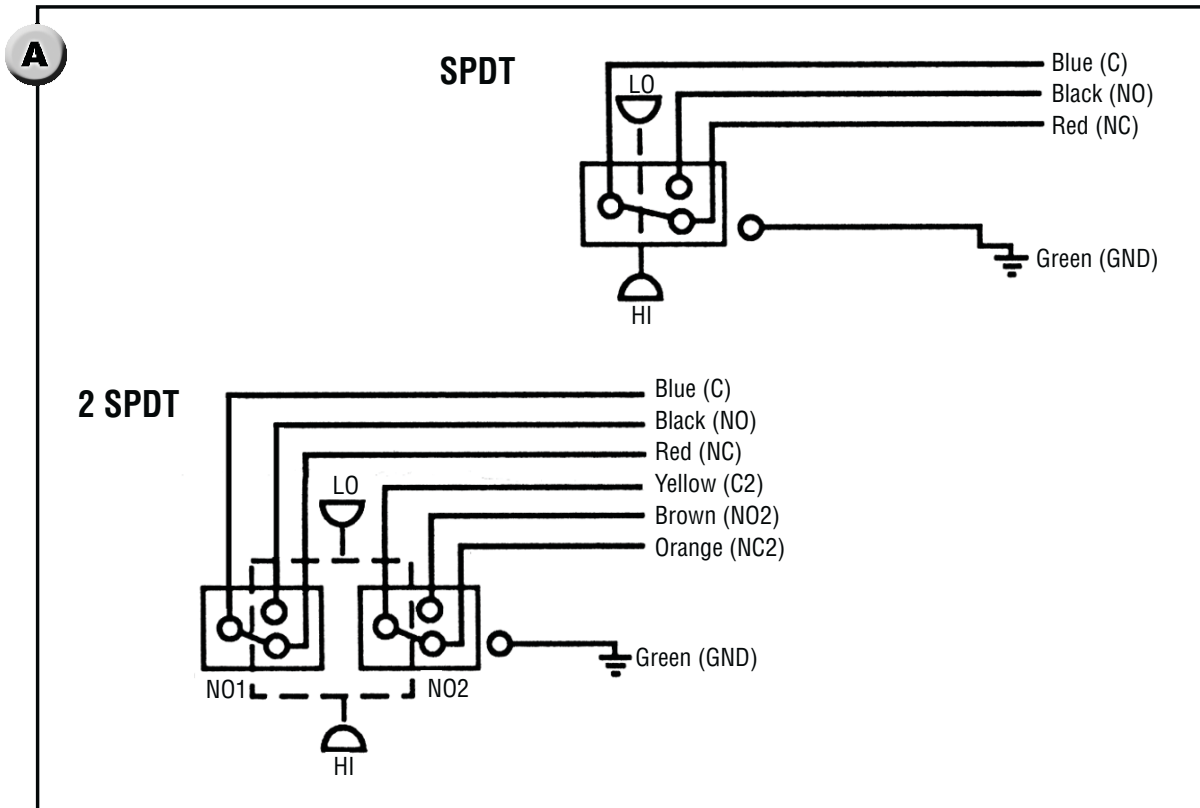 A
SPDT
LO
Blue (C)
Black (NO)
Red (NC)
Green (GND)
HI
2 SPDT
Blue (C)
Black (NO)
Red (NC)
LO
Yellow (C2)
Brown (NO2)
Orange (NC2)
Green (GND)
NO1
NO2
HI